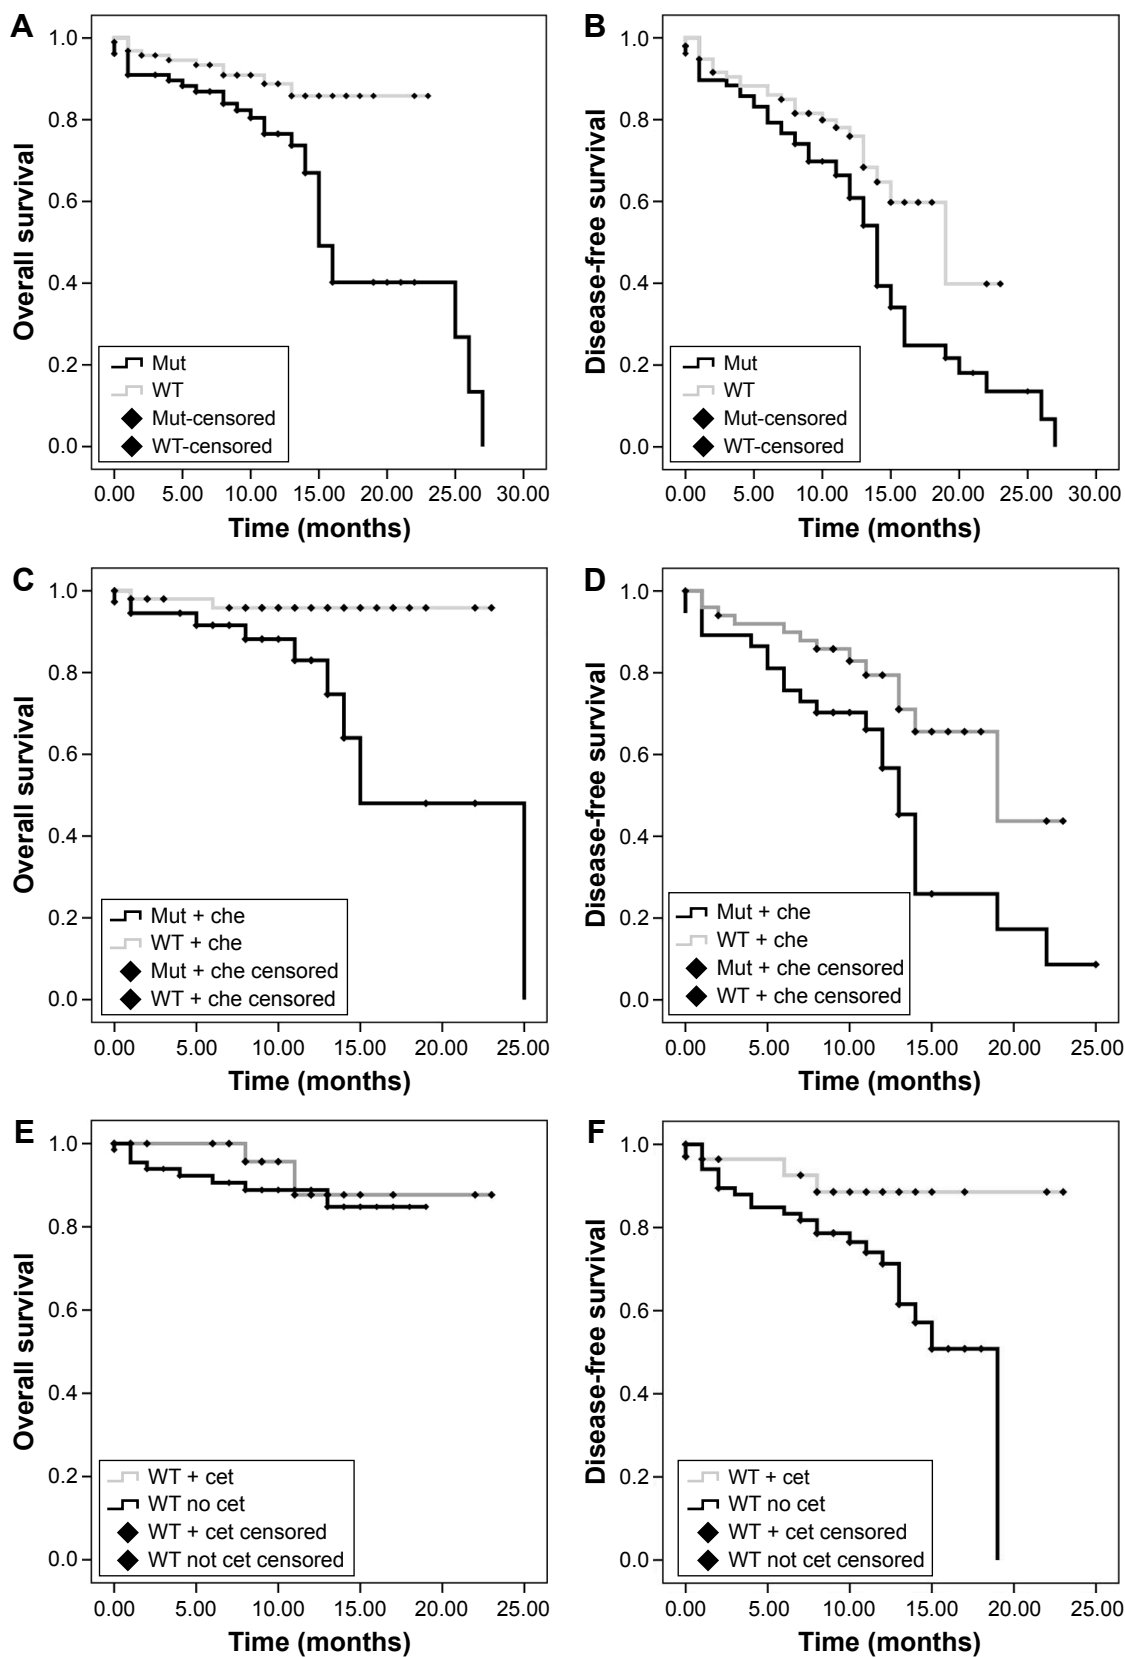 A
Overall survival
1.0
0.8
0.6
0.4
0.2
0.0
Mut
WT
Mut-censored
WT-censored
0.00 5.00 10.00 15.00 20.00 25.00 30.00
Time (months)
B
Disease-free survival
1.0
0.8
0.6
0.4
0.2
0.0
Mut
WT
Mut-censored
WT-censored
0.00 5.00 10.00 15.00 20.00 25.00 30.00
Time (months)
C
Overall survival
1.0
0.8
0.6
0.4
0.2
0.0
Mut + che
WT + che
Mut + che censored
WT + che censored
0.00 5.00 10.00 15.00 20.00 25.00
Time (months)
D
Disease-free survival
1.0
0.8
0.6
0.4
0.2
0.0
Mut + che
WT + che
Mut + che censored
WT + che censored
0.00 5.00 10.00 15.00 20.00 25.00
Time (months)
E
Overall survival
1.0
0.8
0.6
0.4
0.2
0.0
WT + cet
WT no cet
WT + cet censored
WT not cet censored
0.00 5.00 10.00 15.00 20.00 25.00
Time (months)
F
Disease-free survival
1.0
0.8
0.6
0.4
0.2
0.0
WT + cet
WT no cet
WT + cet censored
WT not cet censored
0.00 5.00 10.00 15.00 20.00 25.00
Time (months)